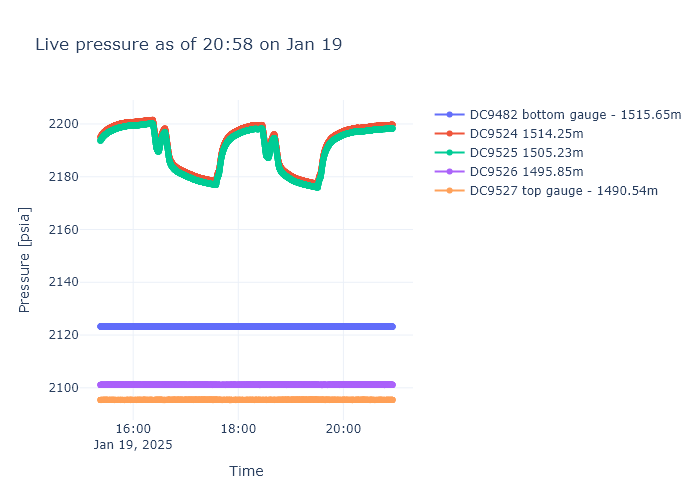 Live pressure as of 20:58 on Jan 19
DC9482 bottom gauge - 1515.65m
DC9524 1514.25m
DC9525 1505.23m
DC9526 1495.85m
DC9527 top gauge - 1490.54m
Pressure [psia]
2200
2180
2160
2140
2120
2100
16:00
18:00
20:00
Jan 19, 2025
Time